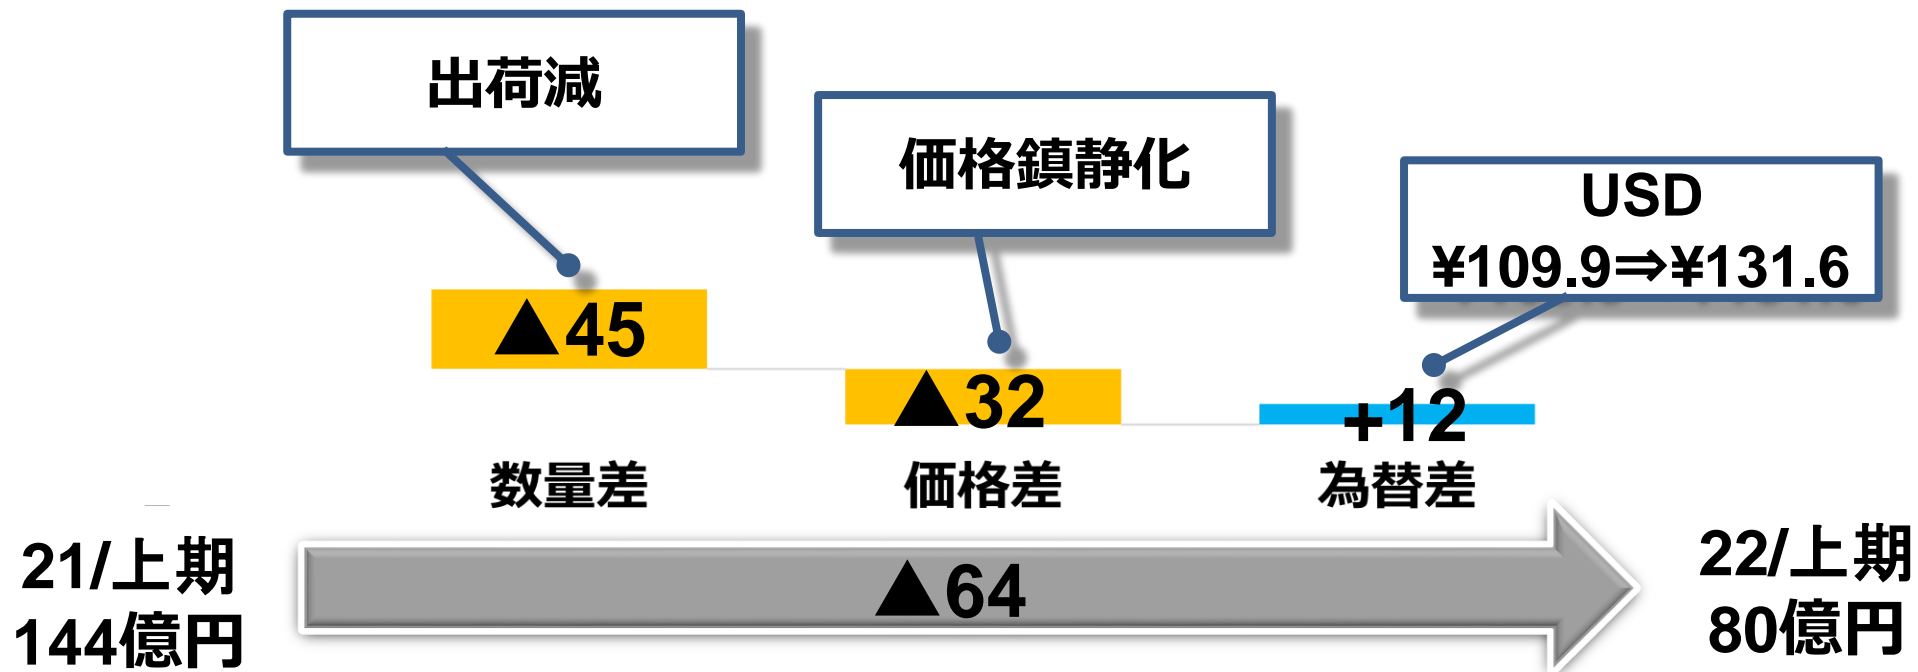 出荷減
価格鎮静化
USD
¥109.9⇒¥131.6
▲45
▲32
+12
数量差
価格差
為替差
21/上期
144億円
▲64
22/上期
80億円